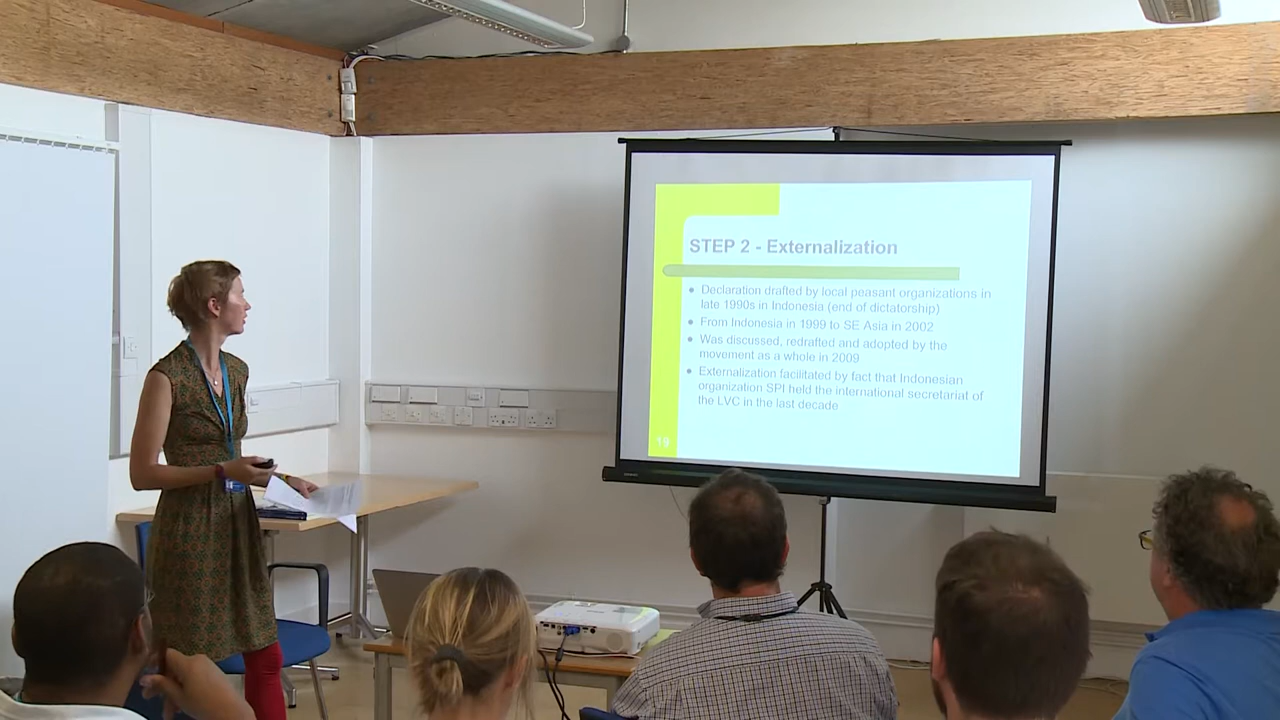 STEP 2 - Externalization
Declaration drafted by local peasant organizations in
late 1990s in Indonesia (end of dictatorship)
From Indonesia in 1999 to SE Asia in 2002
Was discussed, redrafted and adopted by the
movement as a whole in 2009
Externalization facilitated by fact that Indonesian
organization SPI held the international secretariat of
the LVC in the last decade
19